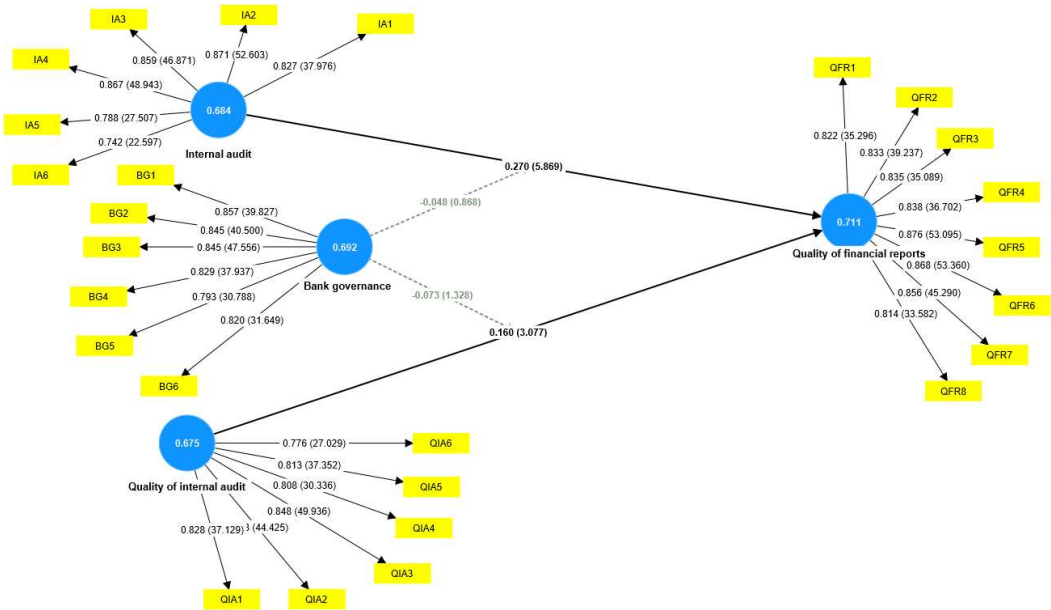 IA3
IA2
IA1
IA4
0.859 (46.871)
0.871 (52.603)
0.827 (37.976)
0.867 (48.943)
IA5
0.788 (27.507)
0.684
0.742 (22.597)
IA6
Internal audit
BG1
0.857 (39.827)
BG2
0.845 (40.500)
BG3
0.845 (47.556)
0.692
0.829 (37.937)
Bank governance
BG4
0.793 (30.788)
0.820 (31.649)
BG5
BG6
0.270 (5.869)
-0.048 (0.868)
-0.073 (1.328)
0.160 (3.077)
QFR1
QFR2
QFR3
0.822 (35.296)
0.833 (39.237)
0.835 (35.089)
QFR4
0.838 (36.702)
0.711
0.876 (53.095)
QFR5
Quality of financial reports
0.868 (53.360)
0.856 (45.290)
QFR6
0.814 (33.582)
QFR7
QFR8
0.675
0.776 (27.029)
QIA6
0.813 (37.352)
Quality of internal audit
0.808 (30.336)
QIA5
0.848 (49.936)
QIA4
0.828 (37.129)
(44.425)
QIA3
QIA1
QIA2